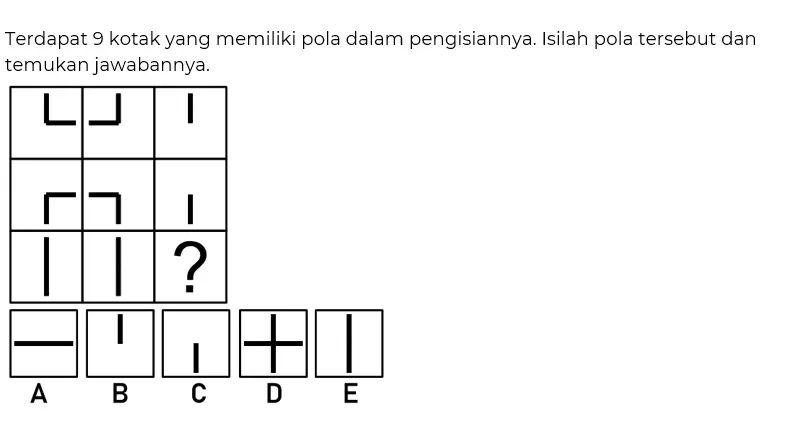 Terdapat 9 kotak yang memiliki pola dalam pengisiannya. Isilah pola tersebut dan
temukan jawabannya.
?
A B C D E